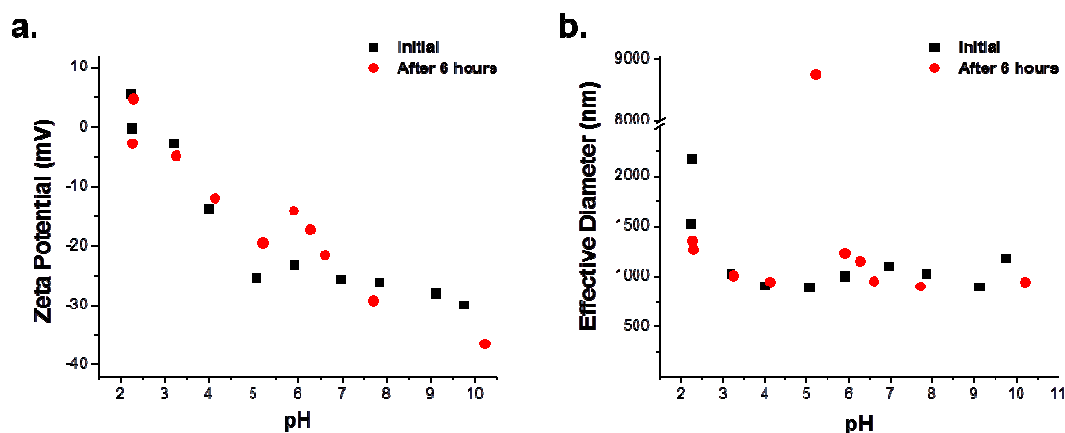 a.
Initial
After 6 hours
Zeta Potential (mV)
10
0
-10
-20
-30
-40
2 3 4 5 6 7 8 9 10
pH
b.
Initial
After 6 hours
Effective Diameter (nm)
9000
8000
2000
1500
1000
500
2 3 4 5 6 7 8 9 10 11
pH